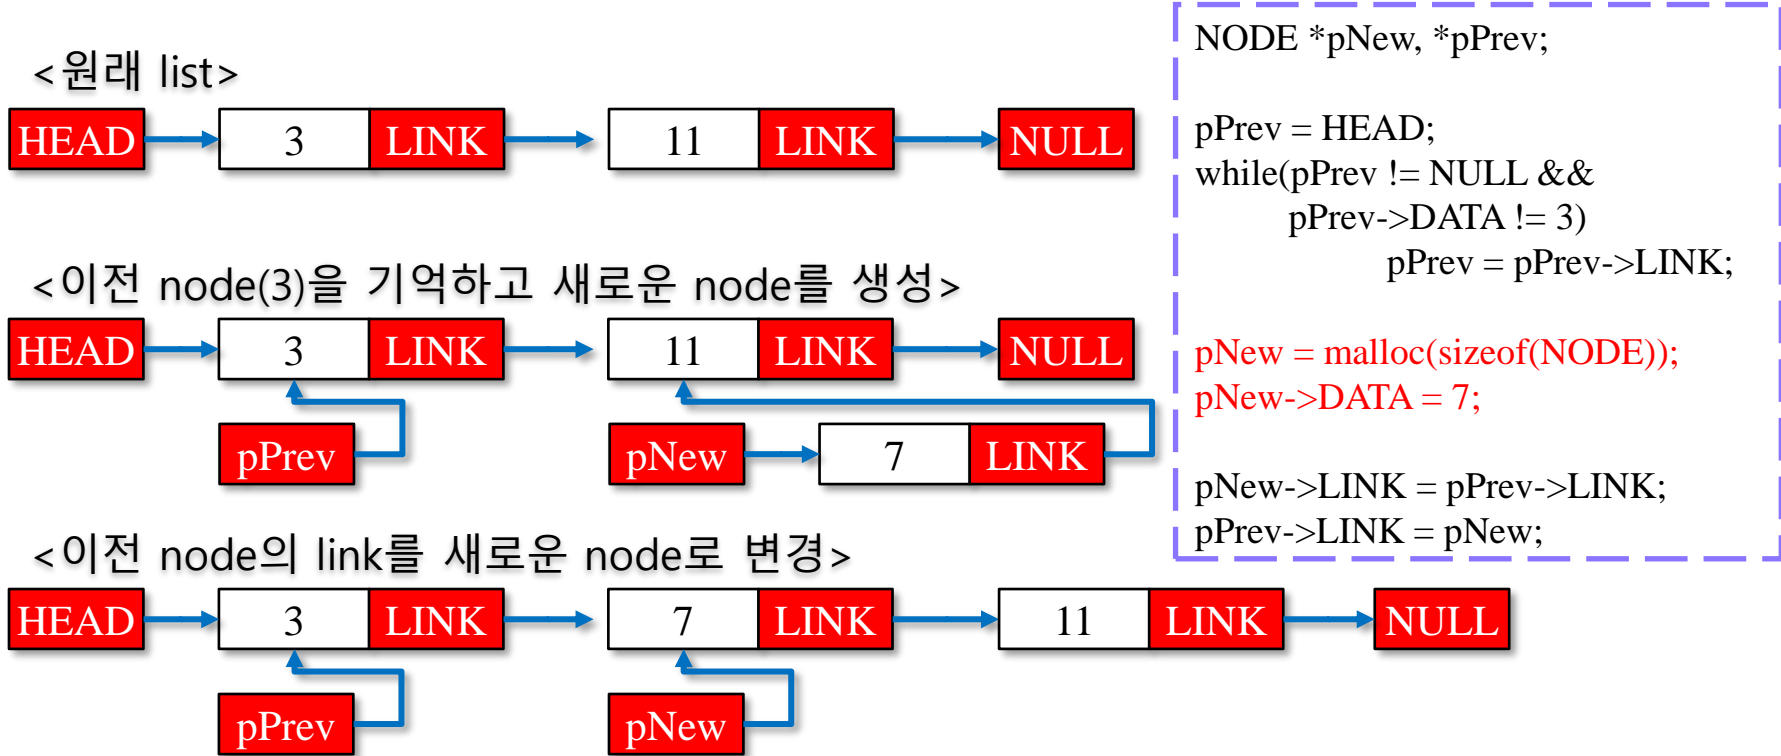 <원래 list>
HEAD 3 LINK 11 LINK NULL
<이전 node(3)을 기억하고 새로운 node를 생성>
HEAD 3 LINK 11 LINK NULL
pPrev pNew 7 LINK
<이전 node의 link를 새로운 node로 변경>
HEAD 3 LINK 7 LINK 11 LINK NULL
pPrev pNew
NODE *pNew, *pPrev;
pPrev = HEAD;
while(pPrev != NULL &&
pPrev->DATA != 3)
pPrev = pPrev->LINK;
pNew = malloc(sizeof(NODE));
pNew->DATA = 7;
pNew->LINK = pPrev->LINK;
pPrev->LINK = pNew;